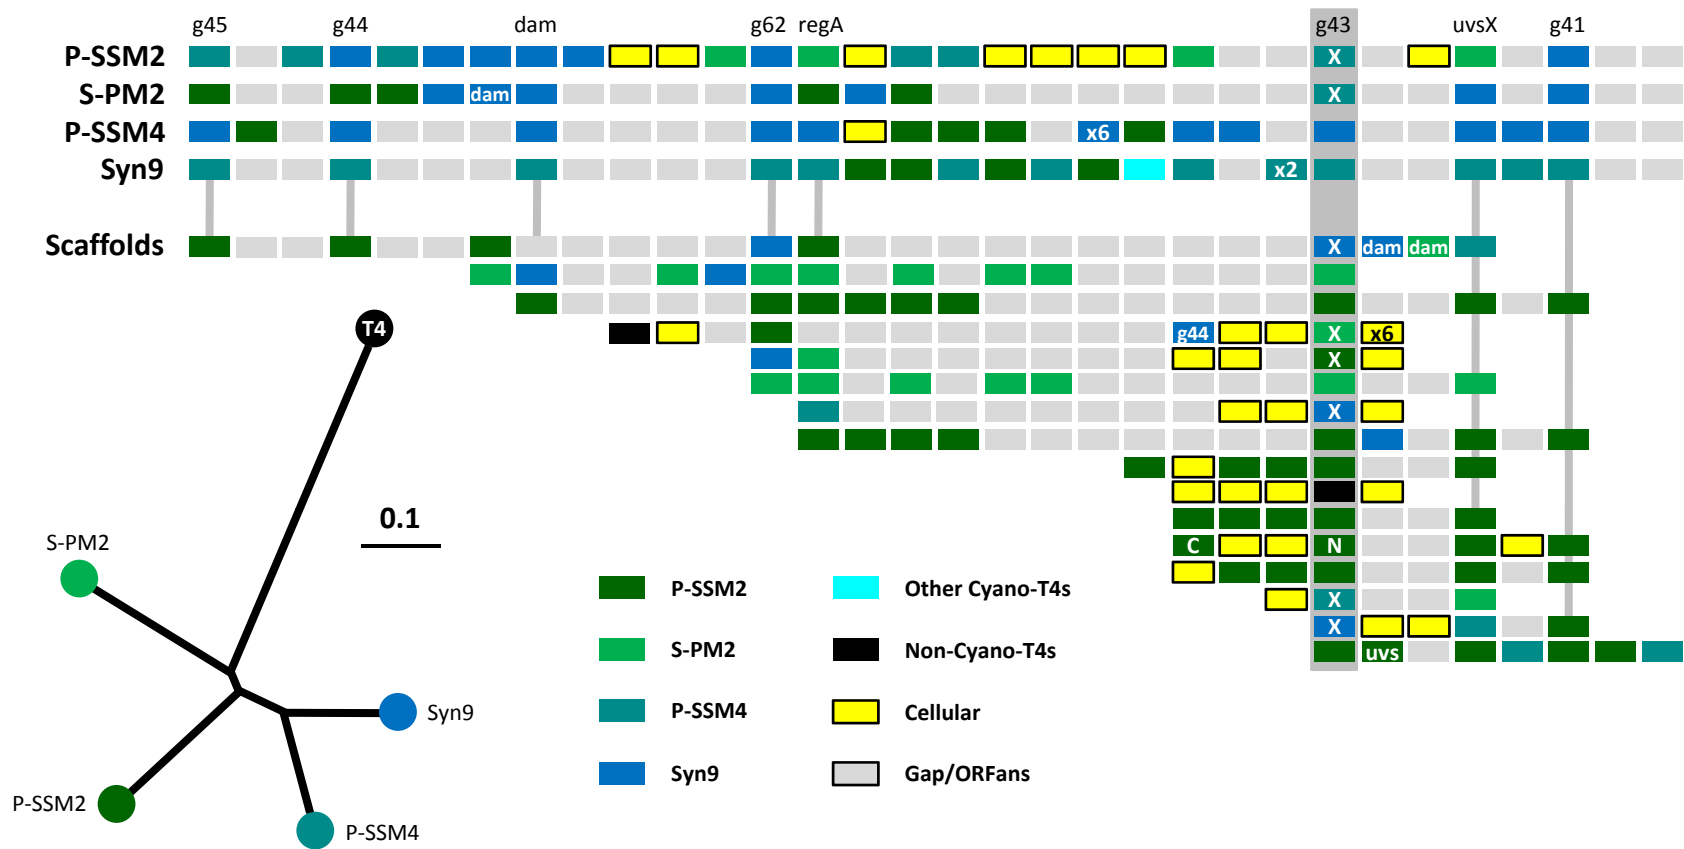 g45 g44 dam g62 regA g43 uvsX g41
P-SSM2 X
S-PM2 dam X
P-SSM4 x6
Syn9 x2
Scaffolds X dam dam
T4
g44 X x6
X
X
0.1
S-PM2
C N
P-SSM2 Other Cyano-T4s
X
X
S-PM2 Non-Cyano-T4s uvs
P-SSM4 Cellular
Syn9
Syn9 Gap/ORFans
P-SSM2
P-SSM4